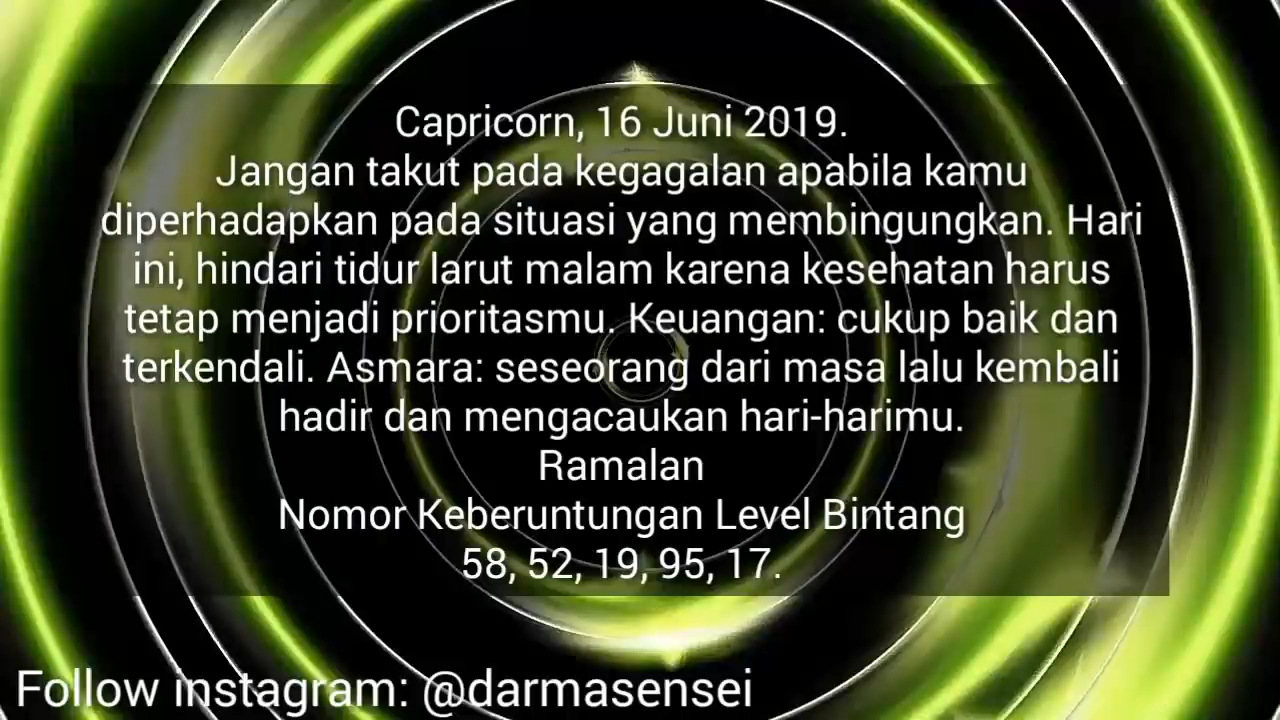 Capricorn, 16 Juni 2019.
Jangan takut pada kegagalan apabila kamu
diperhadapkan pada situasi yang membingungkan. Hari
ini, hindari tidur larut malam karena kesehatan harus
tetap menjadi prioritasmu. Keuangan: cukup baik dan
terkendali. Asmara: seseorang dari masa lalu kembali
hadir dan mengacaukan hari-harimu.
Ramalan
Nomor Keberuntungan Level Bintang
58, 52, 19, 95, 17.
Follow instagram: @darmasensei